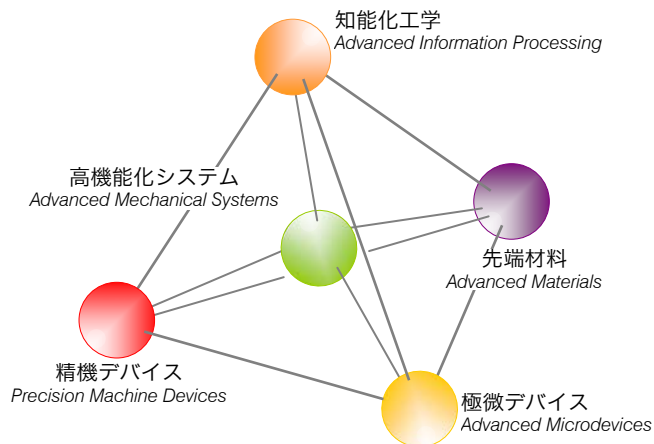 知能化工学
Advanced Information Processing
高機能化システム
Advanced Mechanical Systems
先端材料
Advanced Materials
精機デバイス
Precision Machine Devices
極微デバイス
Advanced Microdevices